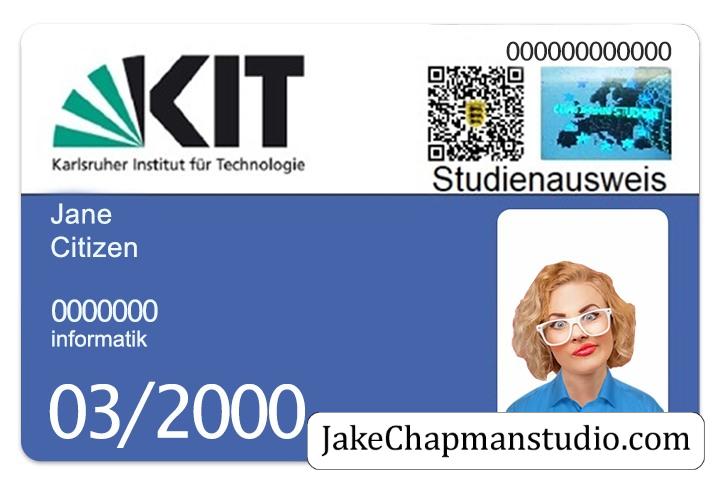 KIT
Karlsruher Institut für Technologie
000000000000
Studienausweis
Jane
Citizen
0000000
informatik
03/2000
JakeChapmanstudio.com